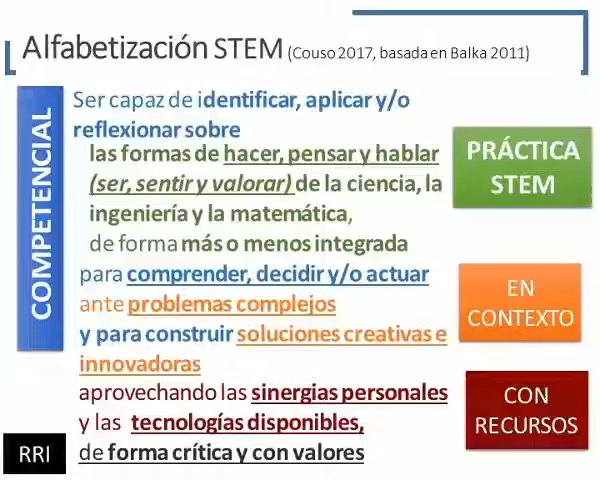 Alfabetización STEM (Couso 2017, basada en Balka 2011)
COMPETENCIAL
Ser capaz de identificar, aplicar y/o
reflexionar sobre
las formas de hacer, pensar y hablar
(ser, sentir y valorar) de la ciencia, la
ingeniería y la matemática,
de forma más o menos integrada
para comprender, decidir y/o actuar
ante problemas complejos
y para construir soluciones creativas e
innovadoras
aprovechando las sinergias personales
y las tecnologías disponibles,
de forma crítica y con valores
PRÁCTICA
STEM
EN
CONTEXTO
CON
RECURSOS
RRI